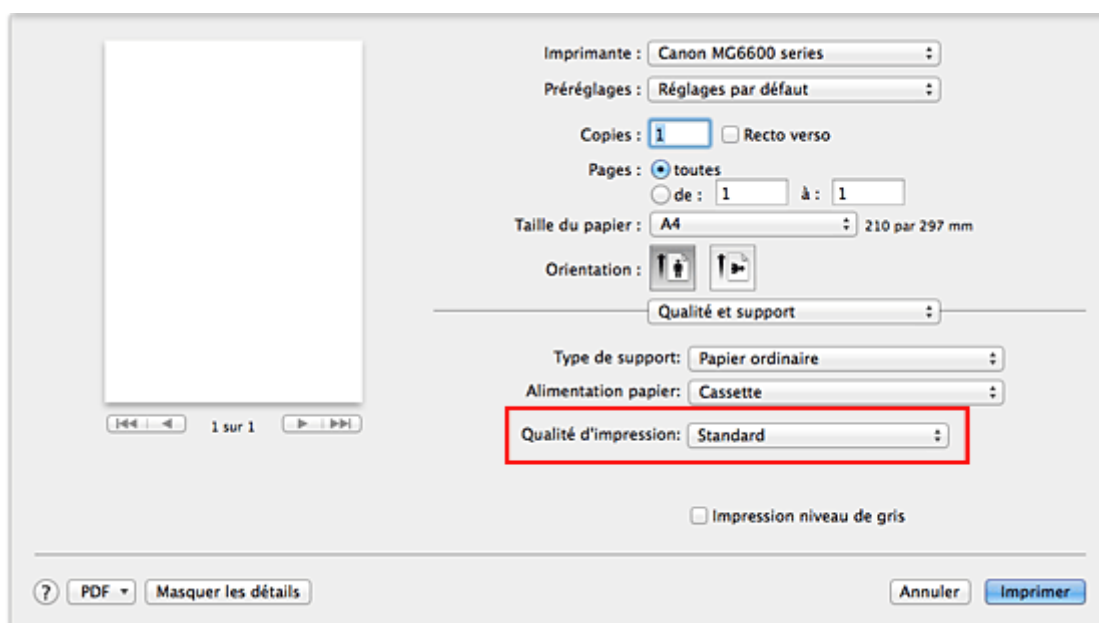 Imprimante : Canon MG6600 series
Préréglages : Réglages par défaut
Copies : 1 Recto verso
Pages : toutes
de : 1 à : 1
Taille du papier : A4 210 par 297 mm
Orientation :
Qualité et support
Type de support: Papier ordinaire
Alimentation papier: Cassette
1 sur 1
Qualité d'impression: Standard
Impression niveau de gris
? PDF Masquer les détails Annuler Imprimer